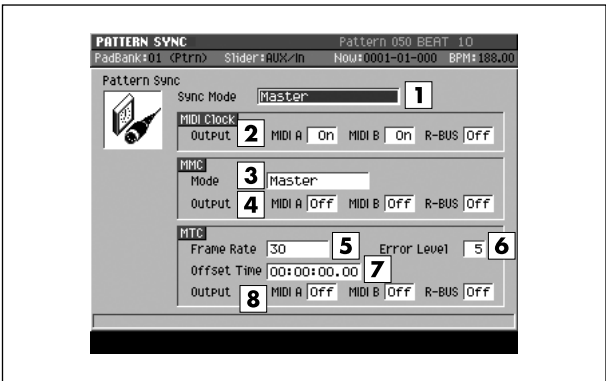 PATTERN SYNC Pattern 050 BEAT 10
PadBank:01 (Ptrn) Slider:AUX/In Now:0001-01-000 BPM:188.00
Pattern Sync
Sync Mode Master 1
MIDI Clock
Output 2 MIDI A On MIDI B On R-BUS Off
MMC
Mode 3 Master
Output 4 MIDI A Off MIDI B Off R-BUS Off
MTC
Frame Rate 30 5 Error Level 5 6
Offset Time 00:00:00.00 7
Output 8 MIDI A Off MIDI B Off R-BUS Off